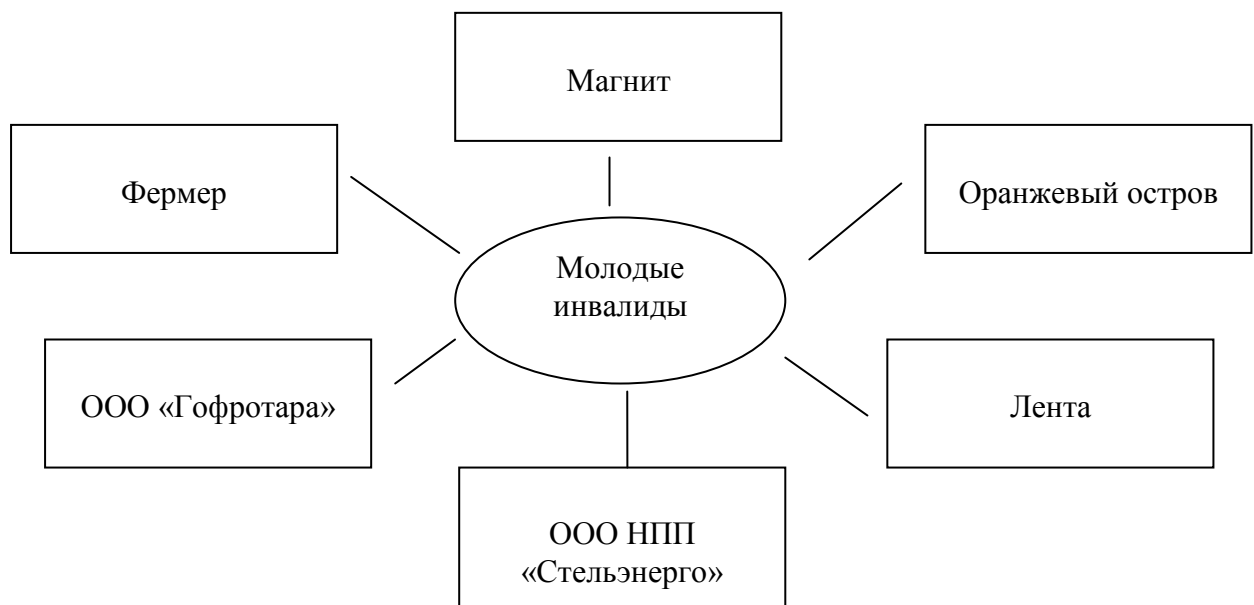 Магнит
Фермер
Оранжевый остров
Молодые
инвалиды
ООО «Гофротара»
Лента
ООО НПП
«Стельэнерго»